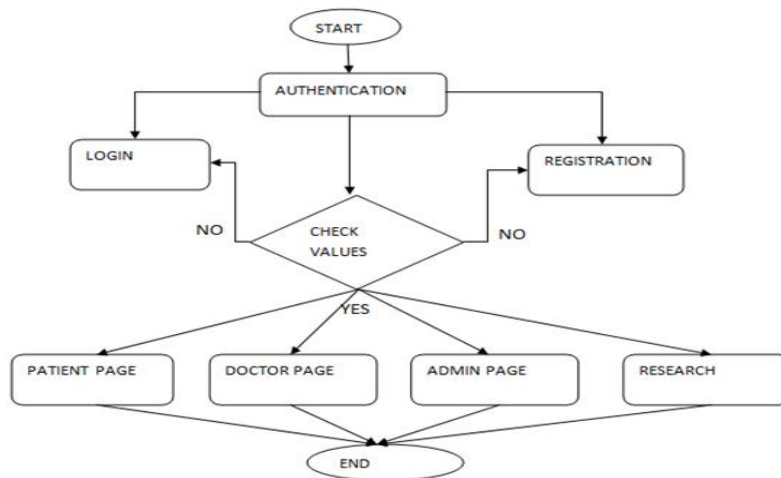 START
AUTHENTICATION
LOGIN
REGISTRATION
NO
CHECK
VALUES
NO
YES
PATIENT PAGE
DOCTOR PAGE
ADMIN PAGE
RESEARCH
END